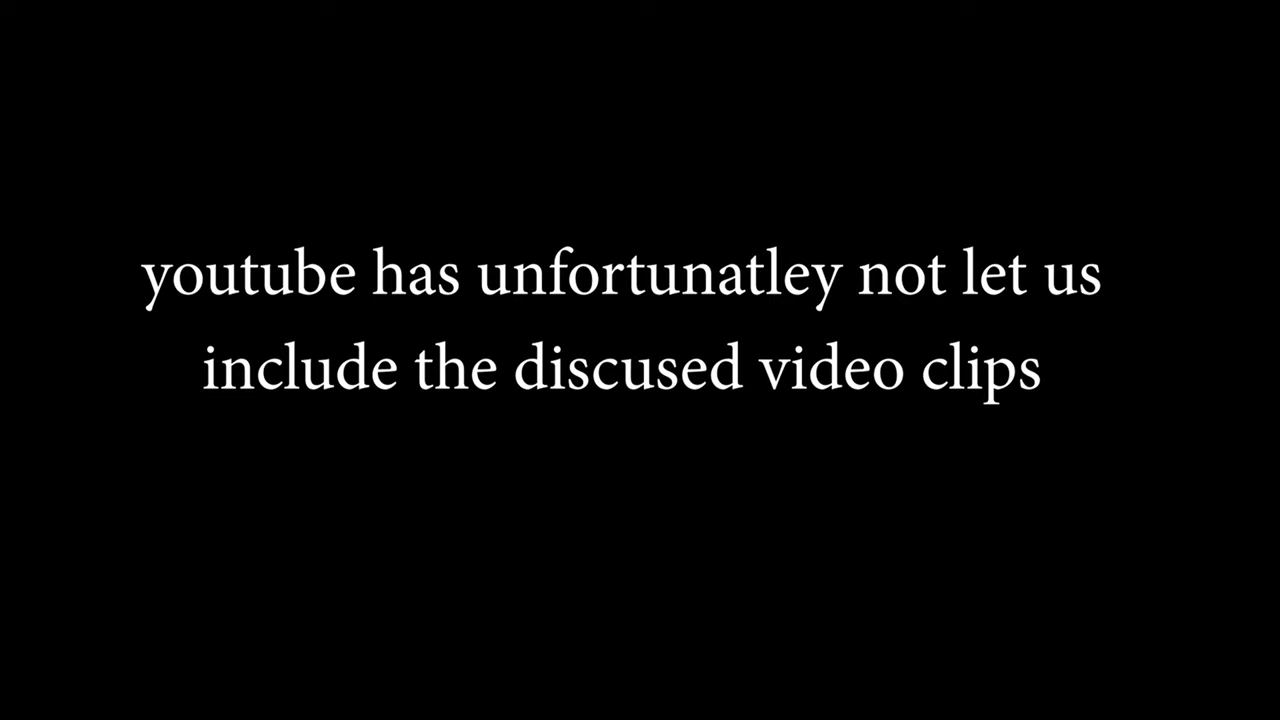 youtube has unfortunatley not let us
include the discused video clips